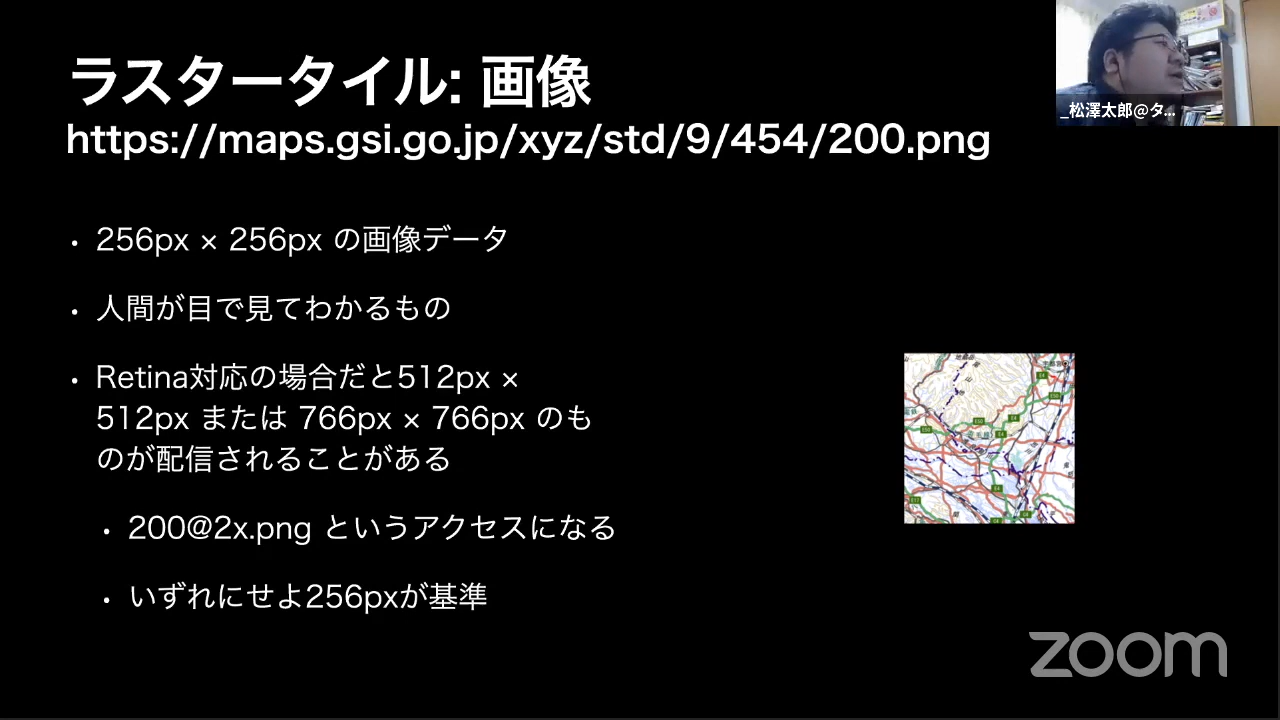 ラスタータイル: 画像
https://maps.gsi.go.jp/xyz/std/9/454/200.png
_松澤太郎@タ...
• 256px × 256px の画像データ
• 人間が目で見てわかるもの
• Retina対応の場合だと512px ×
512px または 766px × 766px のも
のが配信されることがある
• 200@2x.png というアクセスになる
• いずれにせよ256pxが基準
zoom